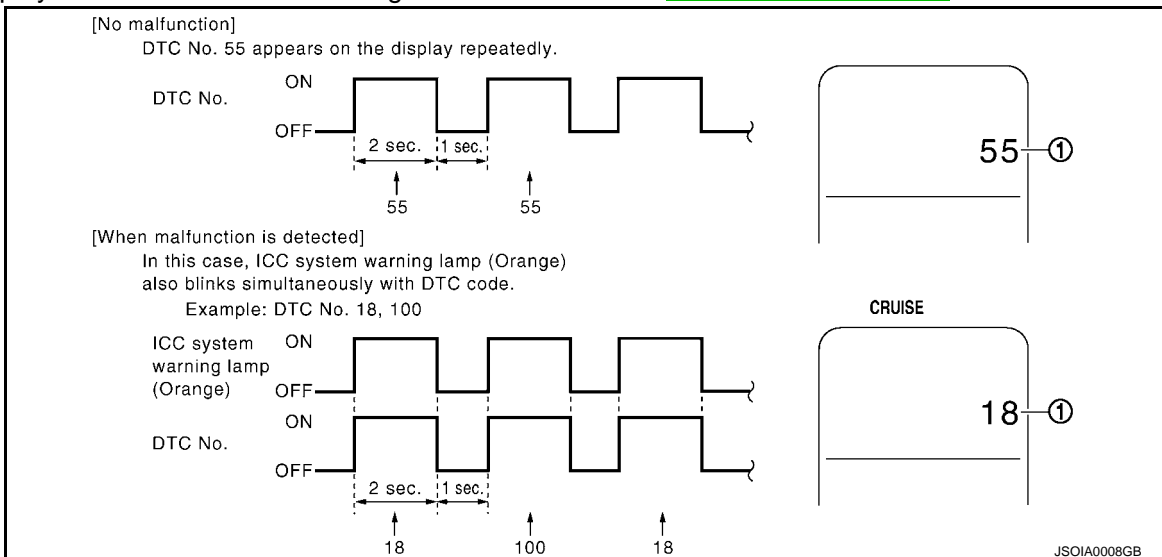 [No malfunction]
DTC No. 55 appears on the display repeatedly.
DTC No.
ON
OFF
2 sec.
1 sec.
55
55
55
①
[When malfunction is detected]
In this case, ICC system warning lamp (Orange)
also blinks simultaneously with DTC code.
Example: DTC No. 18, 100
CRUISE
ICC system
warning lamp
(Orange)
ON
OFF
DTC No.
ON
OFF
2 sec.
1 sec.
18
100
18
18
①
JSOIA0008GB